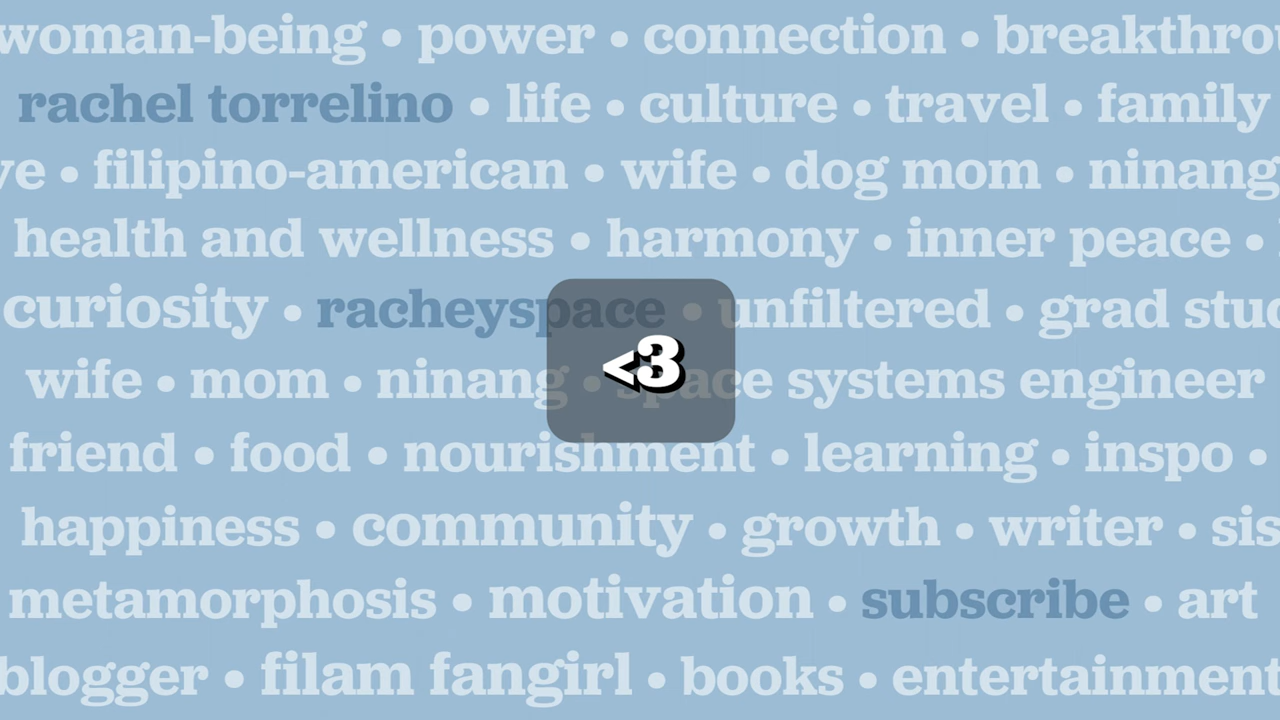 woman-being • power • connection • breakthrou
rachel torrelino • life • culture • travel • family
ve • filipino-american • wife • dog mom • ninang
health and wellness • harmony • inner peace •
curiosity • racheyspace • unfiltered • grad stud
<3
wife • mom • ninang • space systems engineer
friend • food • nourishment • learning • inspo •
happiness • community • growth • writer • sis
metamorphosis • motivation • subscribe • art
blogger • filam fangirl • books • entertainment